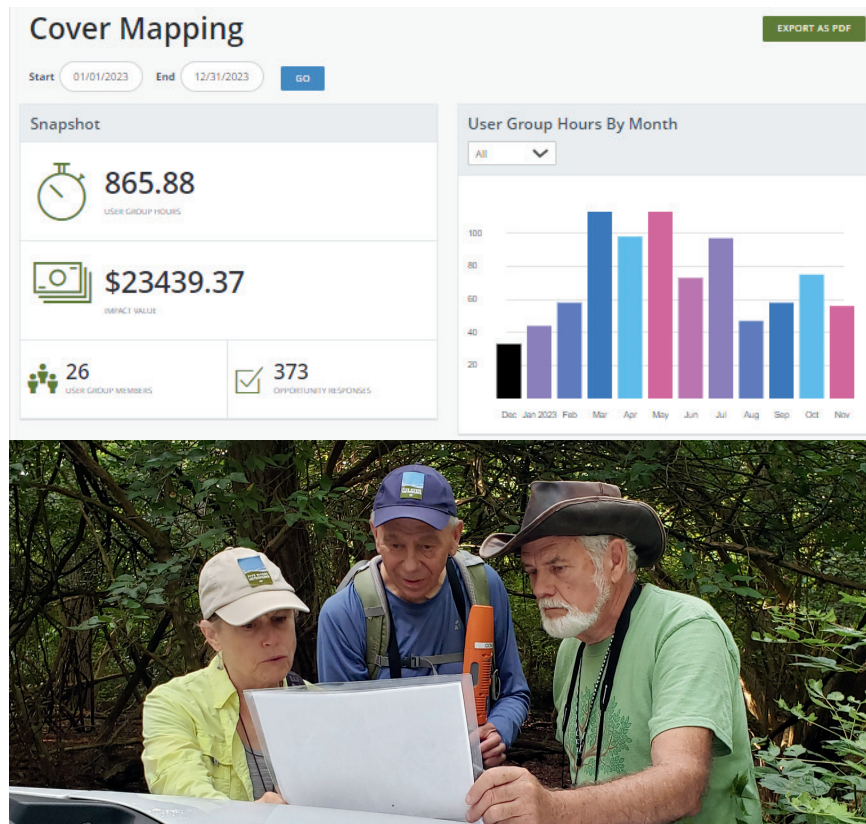 Cover Mapping
EXPORT AS PDF
Start 01/01/2023 End 12/31/2023 GO
Snapshot
865.88
USER GROUP HOURS
$23439.37
IMPACT VALUE
26
USER GROUP MEMBERS
373
OPPORTUNITY RESPONSES
User Group Hours By Month
All
100
80
60
40
20
Dec Jan 2023 Feb Mar Apr May Jun Jul Aug Sep Oct Nov